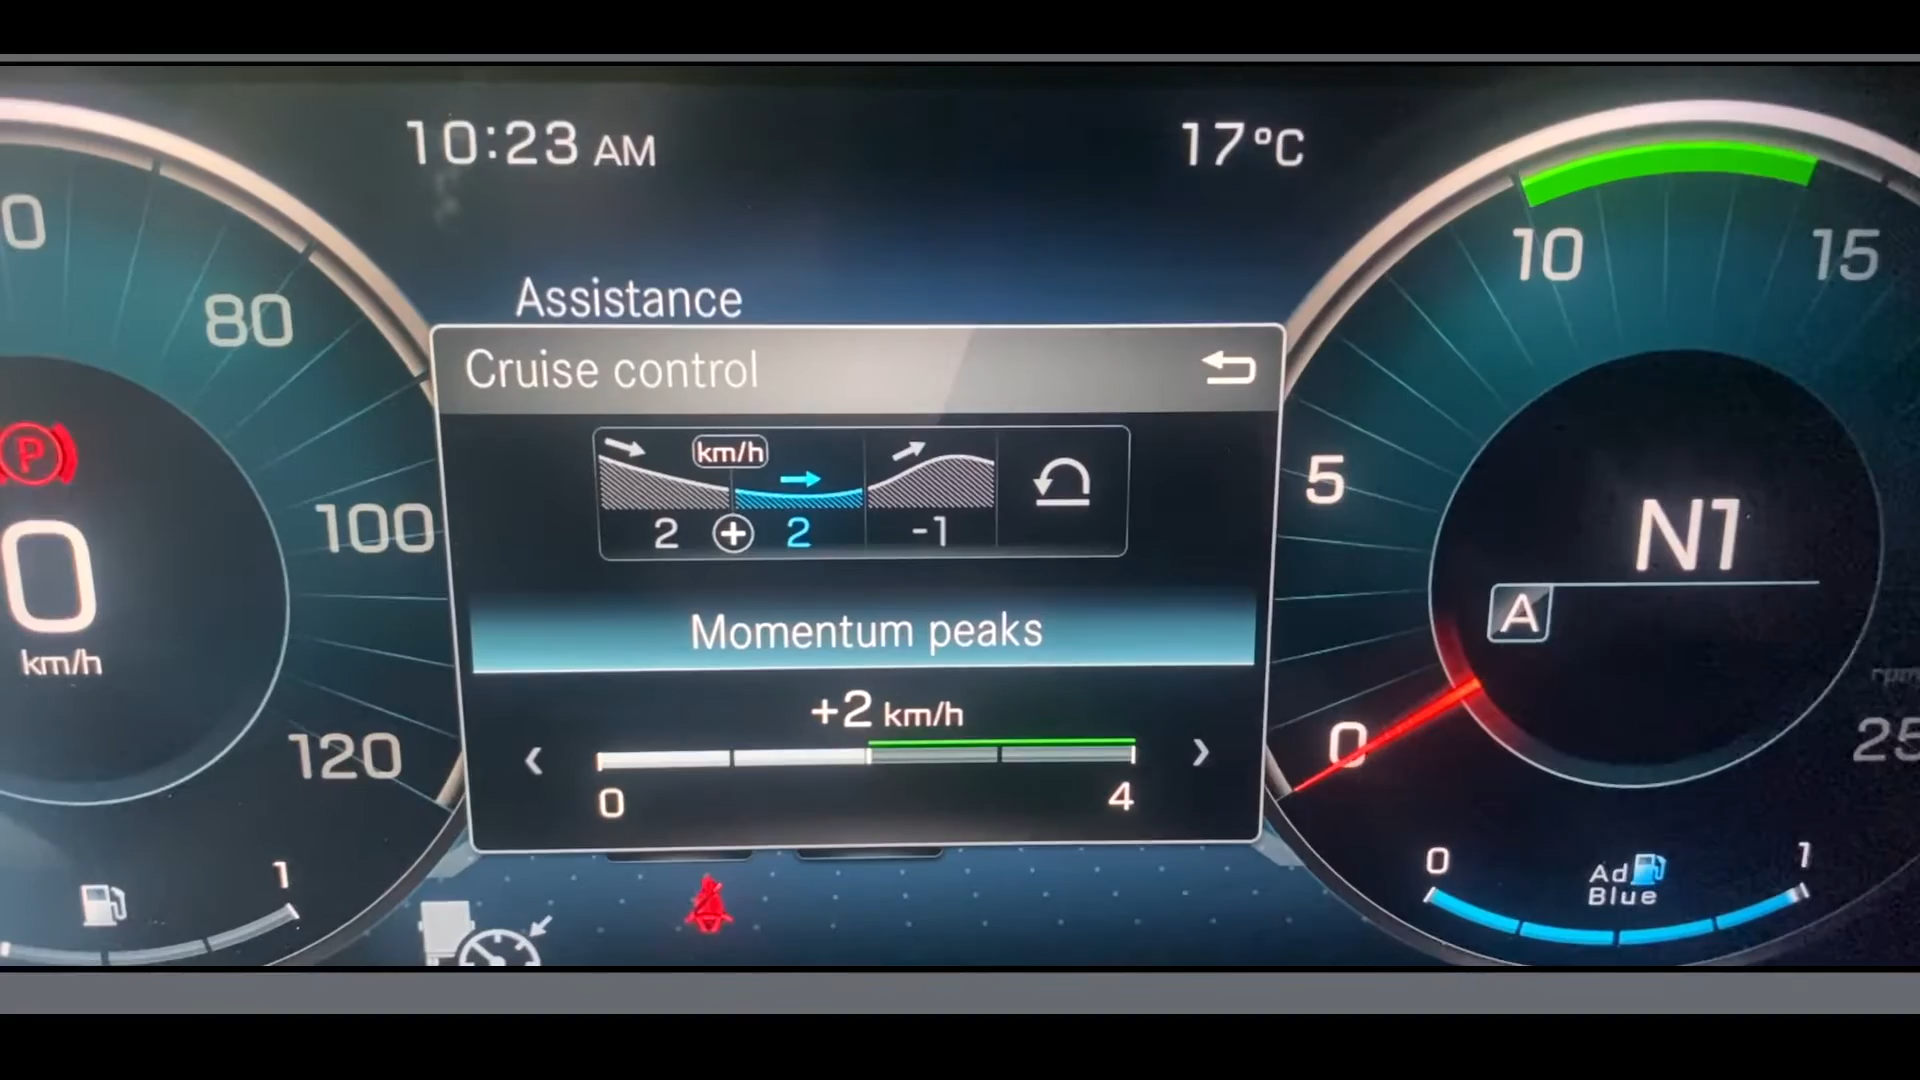 10:23 AM
17°C
80
100
120
0
km/h
1
Assistance
Cruise control
km/h
2 + 2 -1
Momentum peaks
+2 km/h
‹ ›
0 4
P
10
15
5
0
N1
A
rpm
25
0 1
Ad
Blue